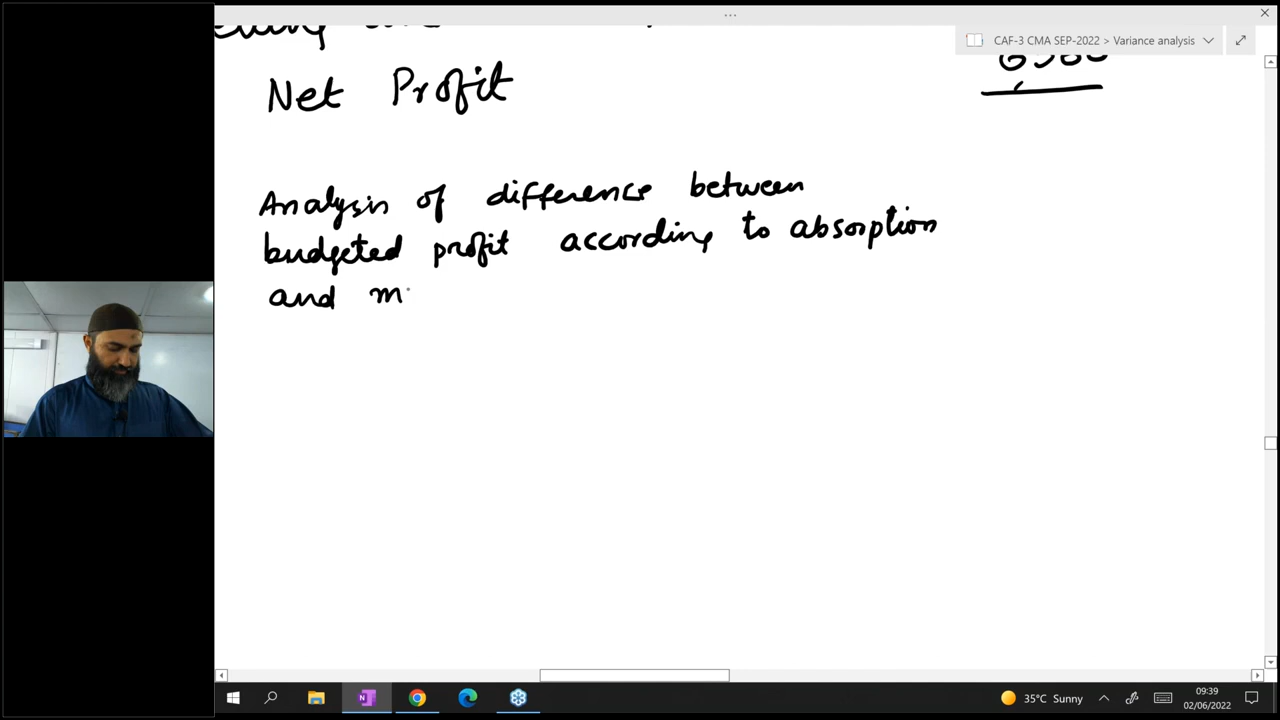 CAF-3 CMA SEP-2022 > Variance analysis
Net Profit
Analysis of difference between
budgeted profit according to absorption
and m
35°C Sunny
09:39
02/06/2022